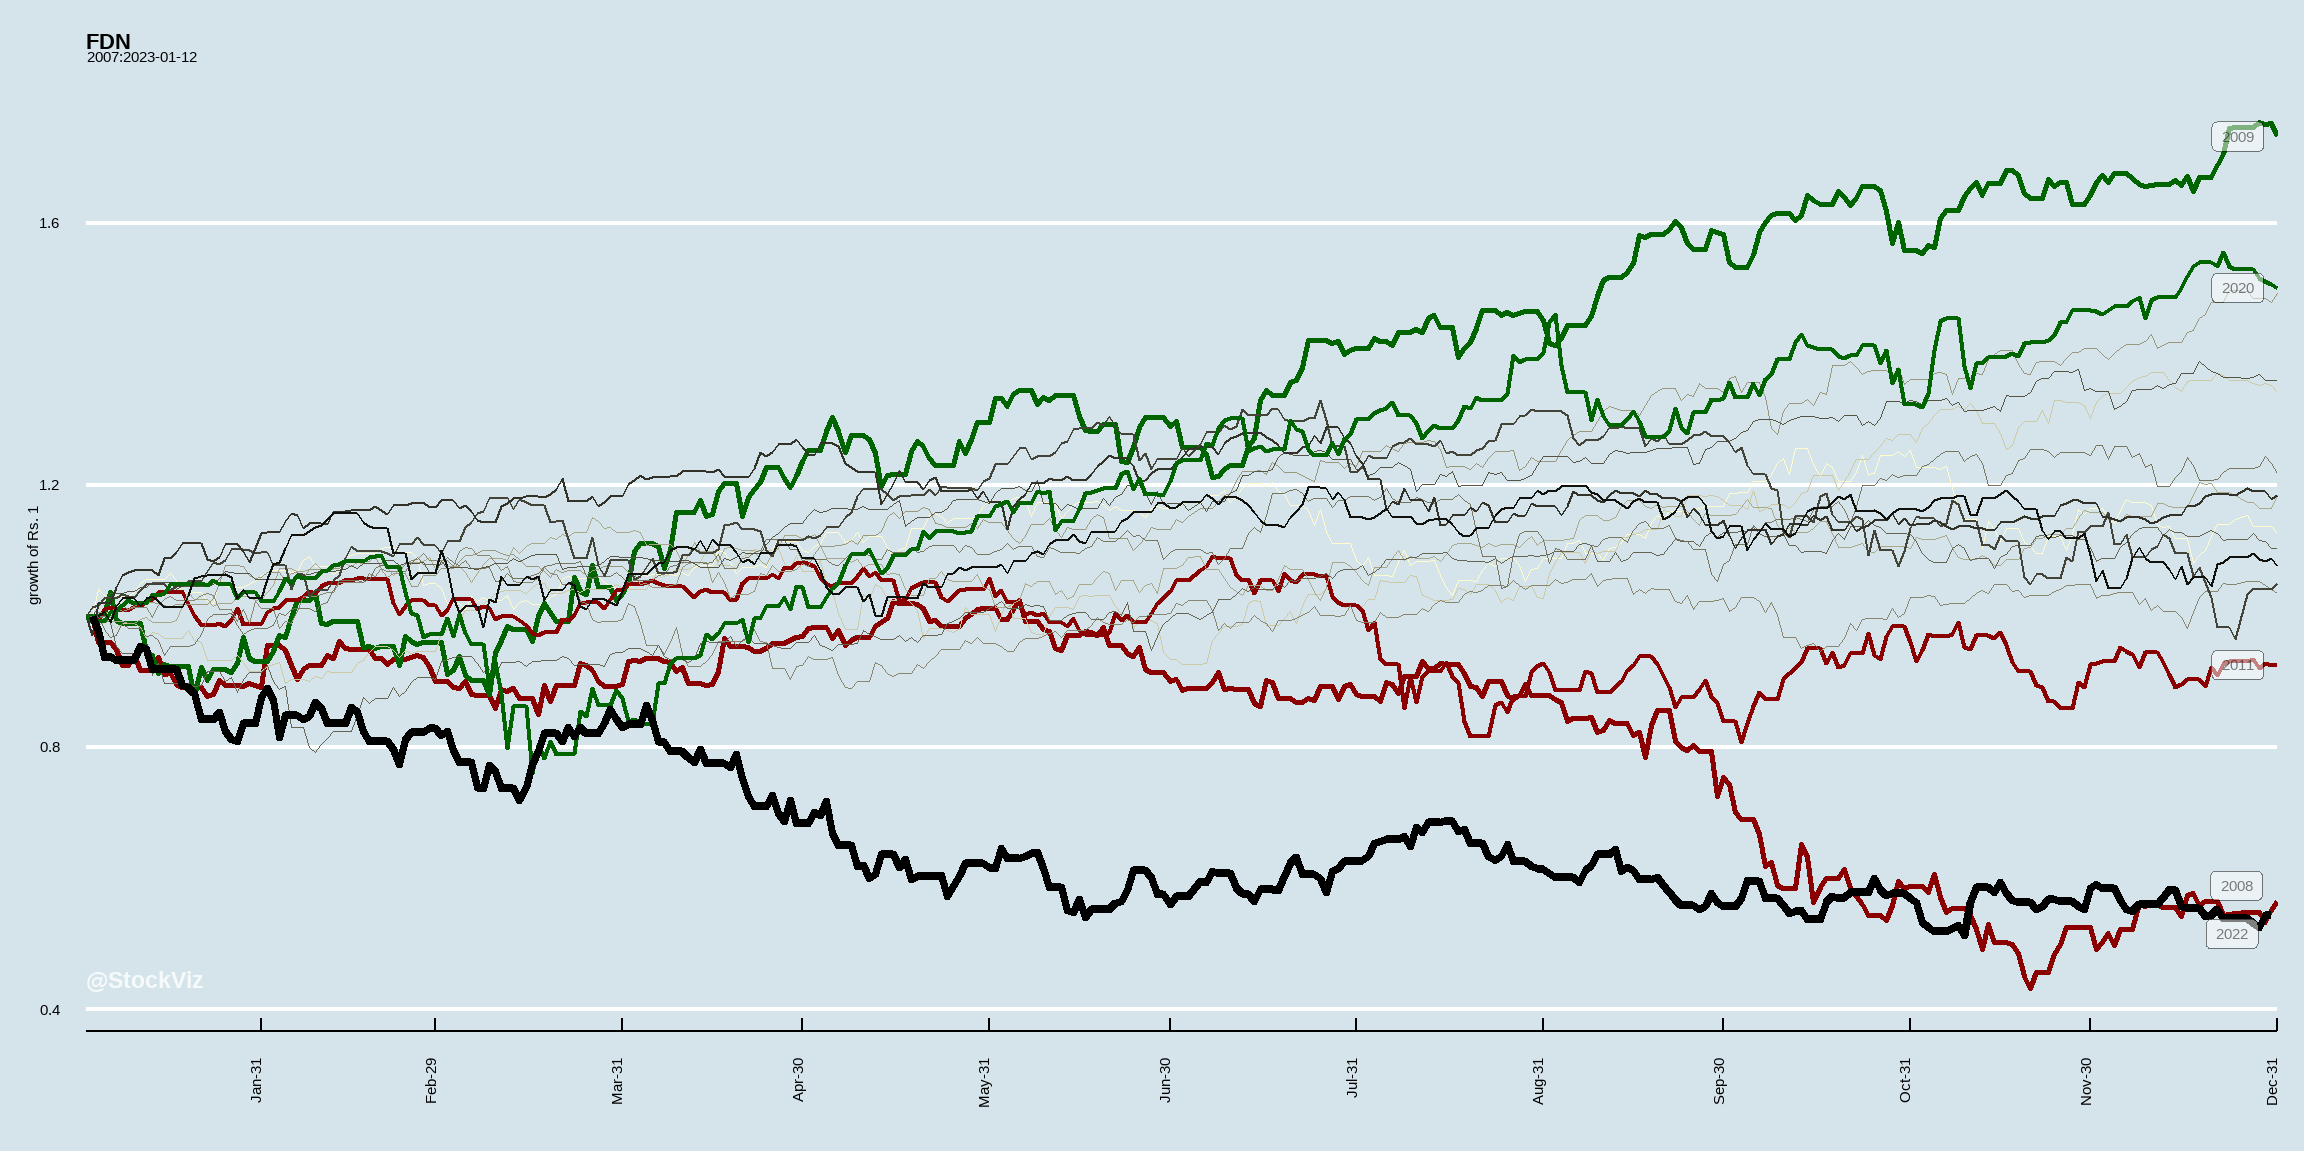 FDN
2007:2023-01-12
2009
1.6
2020
1.2
growth of Rs. 1
2011
0.8
2008
2022
@StockViz
0.4
Jan-31
Feb-29
Mar-31
Apr-30
May-31
Jun-30
Jul-31
Aug-31
Sep-30
Oct-31
Nov-30
Dec-31